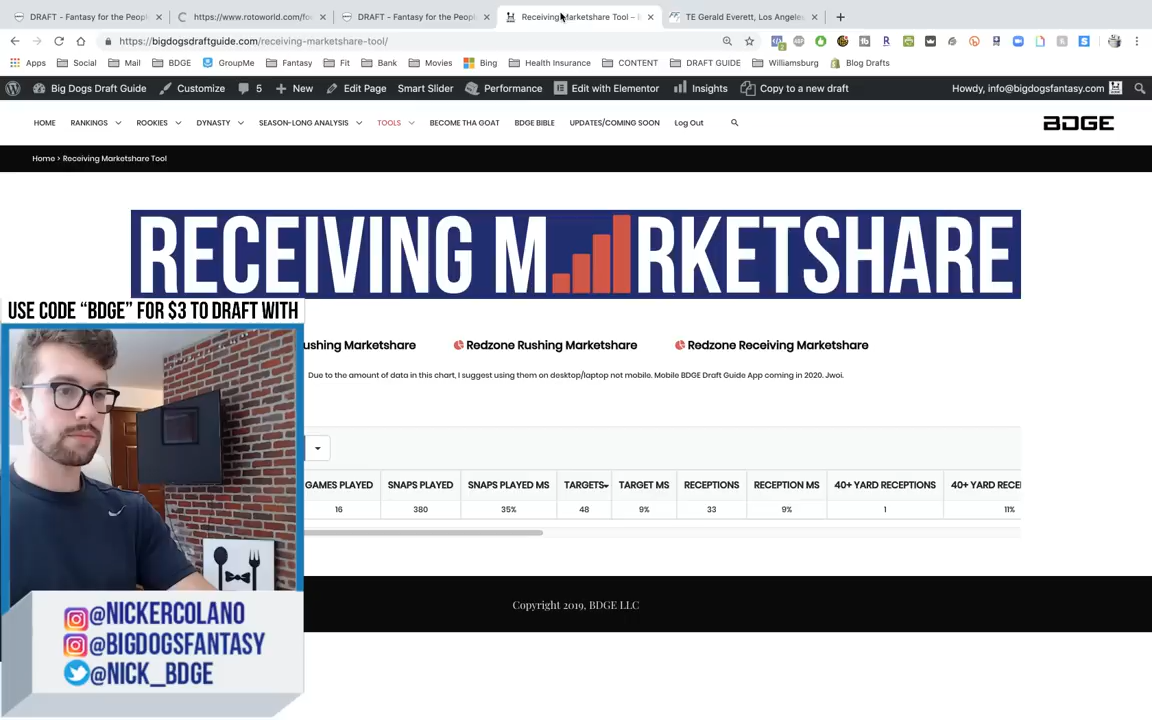 DRAFT - Fantasy for the Peopl
https://www.rotoworld.com/fo
DRAFT - Fantasy for the Peopl
Receiving Marketshare Tool – B
TE Gerald Everett, Los Angele
https://bigdogsdraftguide.com/receiving-marketshare-tool/
Apps Social Mail BDGE GroupMe Fantasy Fit Bank Movies Bing Health Insurance CONTENT DRAFT GUIDE Williamsburg Blog Drafts
Big Dogs Draft Guide Customize 5 New Edit Page Smart Slider Performance Edit with Elementor Insights Copy to a new draft Howdy, info@bigdogsfantasy.com
HOME RANKINGS ROOKIES DYNASTY SEASON-LONG ANALYSIS TOOLS BECOME THA GOAT BDGE BIBLE UPDATES/COMING SOON Log Out BDGE
Home > Receiving Marketshare Tool
RECEIVING MARKETSHARE
USE CODE “BDGE” FOR $3 TO DRAFT WITH
ushing Marketshare Redzone Rushing Marketshare Redzone Receiving Marketshare
Due to the amount of data in this chart, I suggest using them on desktop/laptop not mobile. Mobile BDGE Draft Guide App coming in 2020. Jwoi.
GAMES PLAYED SNAPS PLAYED SNAPS PLAYED MS TARGETS TARGET MS RECEPTIONS RECEPTION MS 40+ YARD RECEPTIONS 40+ YARD RECE
16 380 35% 48 9% 33 9% 1 11%
Copyright 2019, BDGE LLC
@NICKERCOLANO
@BIGDOGSFANTASY
@NICK_BDGE